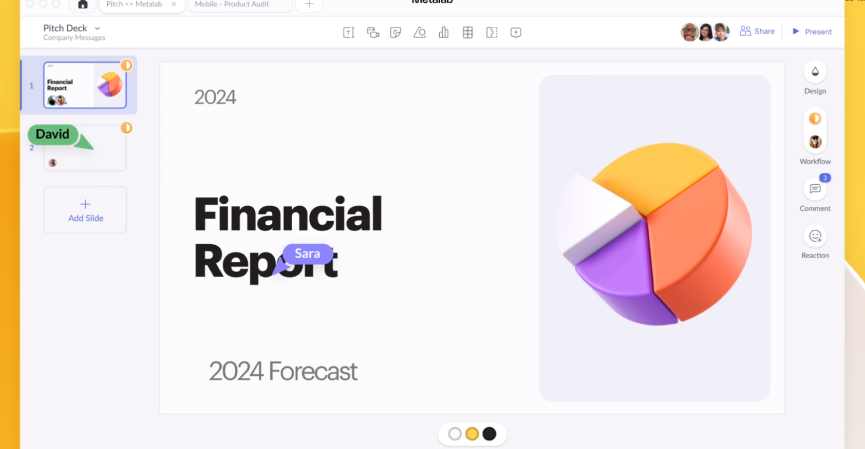 Pitch ++ Metalab ×
Mobile - Product Audit
Metalab
Pitch Deck
Company Messages
Share
Present
1
Financial
Report
David
2
Add Slide
2024
Financial
Report
Sara
2024 Forecast
Design
Workflow
3
Comment
Reaction